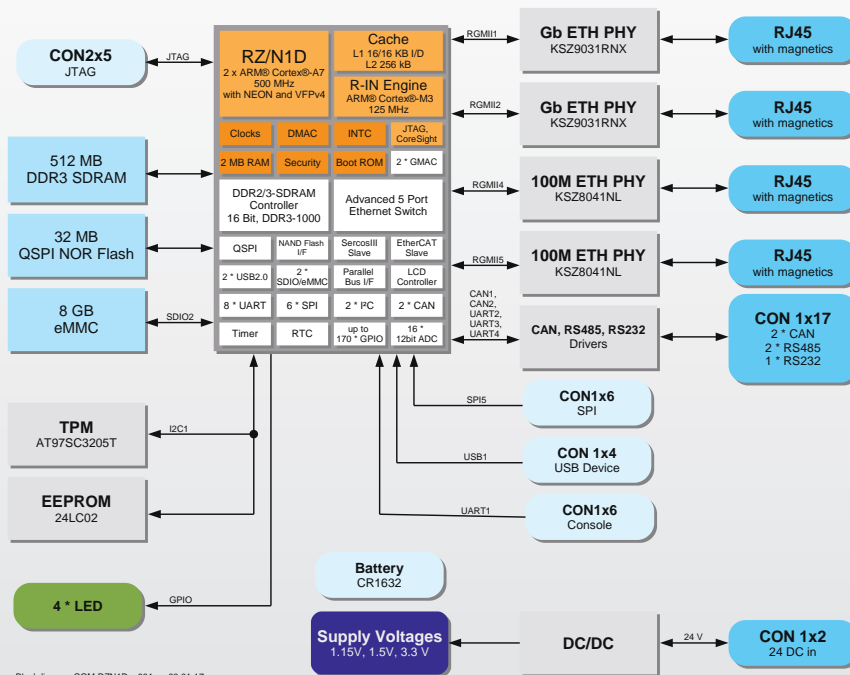 CON2x5
JTAG
JTAG
512 MB
DDR3 SDRAM
32 MB
QSPI NOR Flash
8 GB
eMMC
SDIO2
TPM
AT97SC3205T
I2C1
EEPROM
24LC02
4 * LED
GPIO
RZ/N1D
2 x ARM® Cortex®-A7
500 MHz
with NEON and VFPv4
Cache
L1 16/16 KB I/D
L2 256 kB
R-IN Engine
ARM® Cortex®-M3
125 MHz
Clocks
DMAC
INTC
JTAG,
CoreSight
2 MB RAM
Security
Boot ROM
2 * GMAC
DDR2/3-SDRAM
Controller
16 Bit, DDR3-1000
Advanced 5 Port
Ethernet Switch
QSPI
NAND Flash
I/F
SercosIII
Slave
EtherCAT
Slave
2 * USB2.0
2 *
SDIO/eMMC
Parallel
Bus I/F
LCD
Controller
8 * UART
6 * SPI
2 * I²C
2 * CAN
Timer
RTC
up to
170 * GPIO
16 *
12bit ADC
RGMII1
Gb ETH PHY
KSZ9031RNX
RJ45
with magnetics
RGMII2
Gb ETH PHY
KSZ9031RNX
RJ45
with magnetics
RGMII4
100M ETH PHY
KSZ8041NL
RJ45
with magnetics
RGMII5
100M ETH PHY
KSZ8041NL
RJ45
with magnetics
CAN1,
CAN2,
UART2,
UART3,
UART4
CAN, RS485, RS232
Drivers
CON 1x17
2 * CAN
2 * RS485
1 * RS232
SPI5
CON1x6
SPI
USB1
CON 1x4
USB Device
UART1
CON1x6
Console
Battery
CR1632
Supply Voltages
1.15V, 1.5V, 3.3 V
DC/DC
24 V
CON 1x2
24 DC in